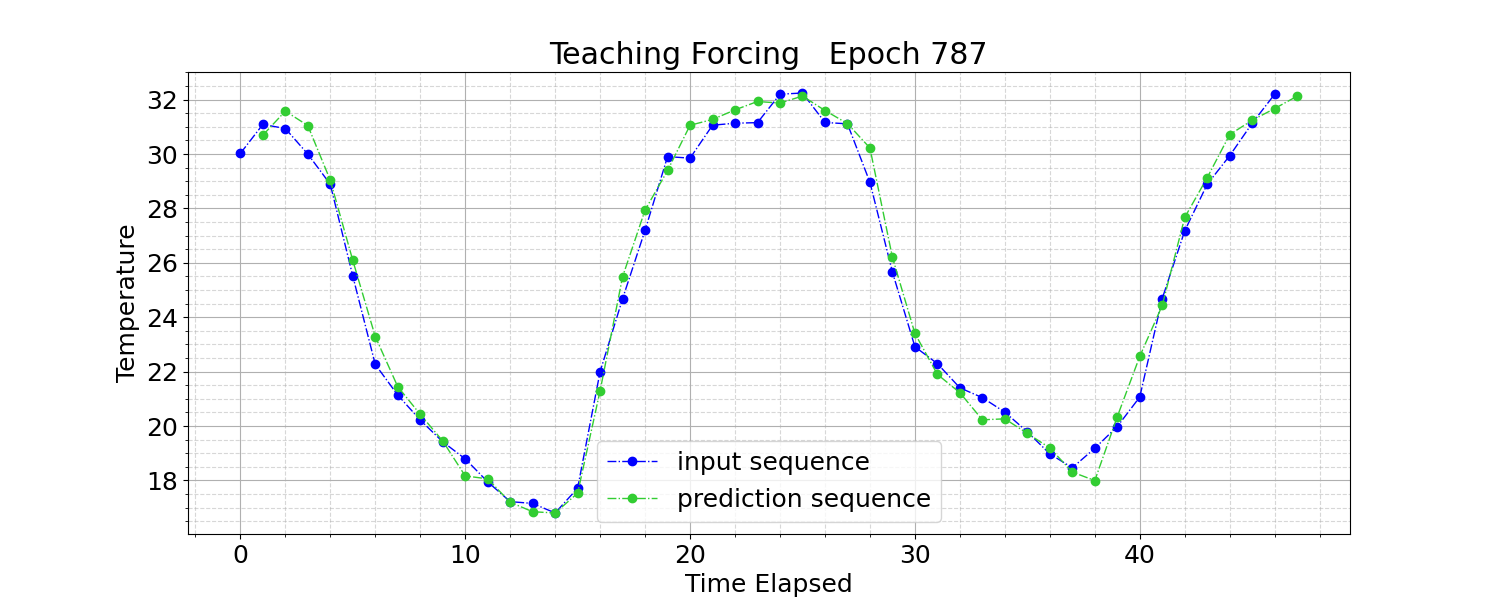 Teaching Forcing   Epoch 787
Temperature
32
30
28
26
24
22
20
18
input sequence
prediction sequence
0 10 20 30 40
Time Elapsed